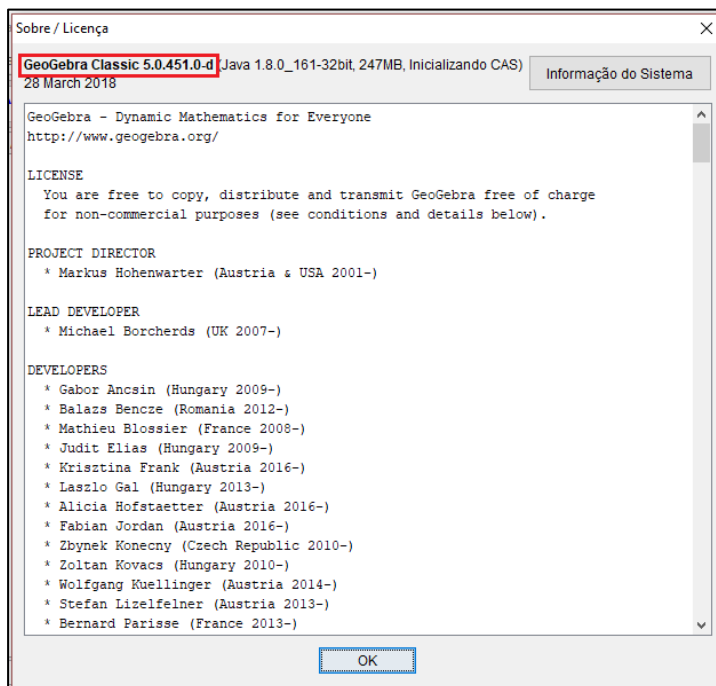 Sobre / Licença
GeoGebra Classic 5.0.451.0-d (Java 1.8.0_161-32bit, 247MB, Inicializando CAS)
28 March 2018
Informação do Sistema
GeoGebra - Dynamic Mathematics for Everyone
http://www.geogebra.org/
LICENSE
You are free to copy, distribute and transmit GeoGebra free of charge
for non-commercial purposes (see conditions and details below).
PROJECT DIRECTOR
* Markus Hohenwarter (Austria & USA 2001-)
LEAD DEVELOPER
* Michael Borcherds (UK 2007-)
DEVELOPERS
* Gabor Ancsin (Hungary 2009-)
* Balazs Bencze (Romania 2012-)
* Mathieu Blossier (France 2008-)
* Judit Elias (Hungary 2009-)
* Krisztina Frank (Austria 2016-)
* Laszlo Gal (Hungary 2013-)
* Alicia Hofstaetter (Austria 2016-)
* Fabian Jordan (Austria 2016-)
* Zbynek Konecny (Czech Republic 2010-)
* Zoltan Kovacs (Hungary 2010-)
* Wolfgang Kuellinger (Austria 2014-)
* Stefan Lizelfelner (Austria 2013-)
* Bernard Parisse (France 2013-)
OK